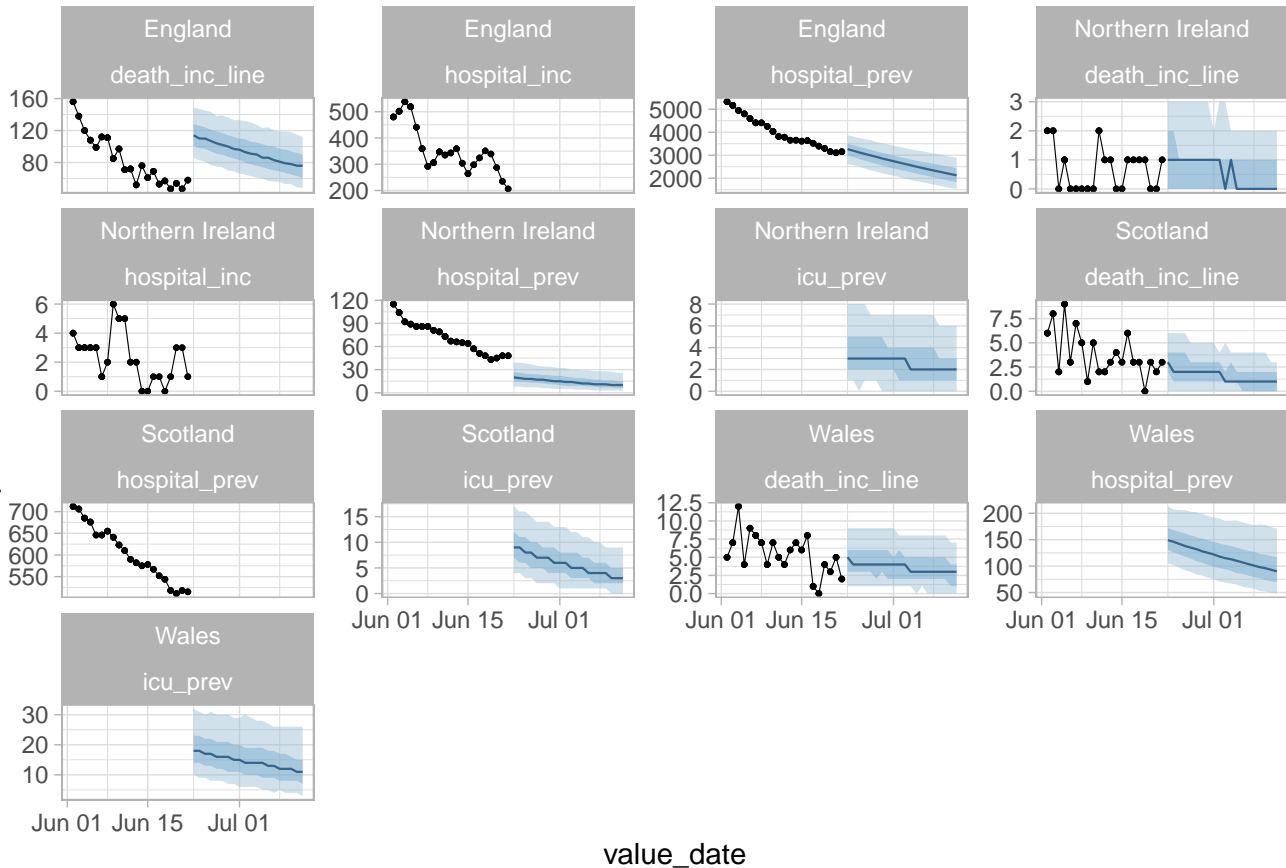 England England England Northern Ireland
death_inc_line hospital_inc hospital_prev death_inc_line
160 120 80
500 400 300 200
5000 4000 3000 2000
3 2 1 0
Northern Ireland Northern Ireland Northern Ireland Scotland
hospital_inc hospital_prev icu_prev death_inc_line
6 4 2 0
120 90 60 30 0
8 6 4 2 0
7.5 5.0 2.5 0.0
Scotland Scotland Wales Wales
hospital_prev icu_prev death_inc_line hospital_prev
700 650 600 550
15 10 5 0
12.5 10.0 7.5 5.0 2.5 0.0
200 150 100 50
Jun 01 Jun 15 Jul 01
Jun 01 Jun 15 Jul 01
Jun 01 Jun 15 Jul 01
Wales
icu_prev
30 20 10
Jun 01 Jun 15 Jul 01
value_date